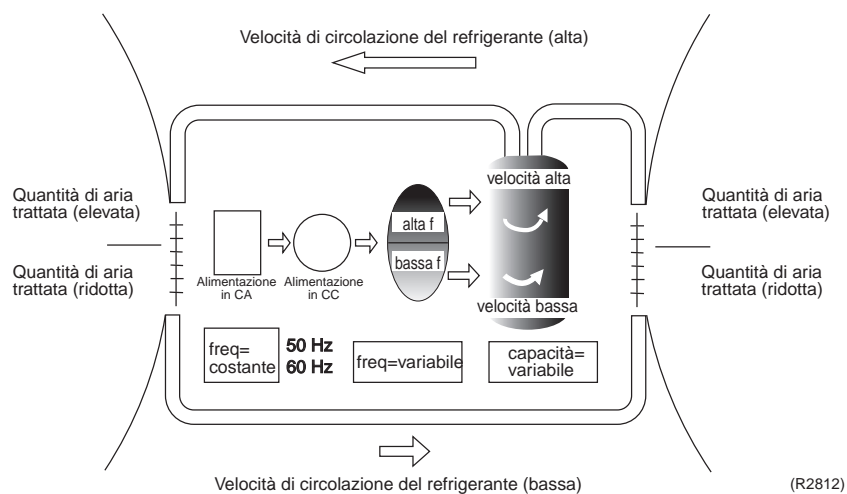 Velocità di circolazione del refrigerante (alta)
velocità alta
Quantità di aria
trattata (elevata)
Quantità di aria
trattata (elevata)
alta f
bassa f
Quantità di aria
trattata (ridotta)
Alimentazione
in CA
Alimentazione
in CC
Quantità di aria
trattata (ridotta)
velocità bassa
freq=
costante
50 Hz
60 Hz
freq=variabile
capacità=
variabile
Velocità di circolazione del refrigerante (bassa)
(R2812)